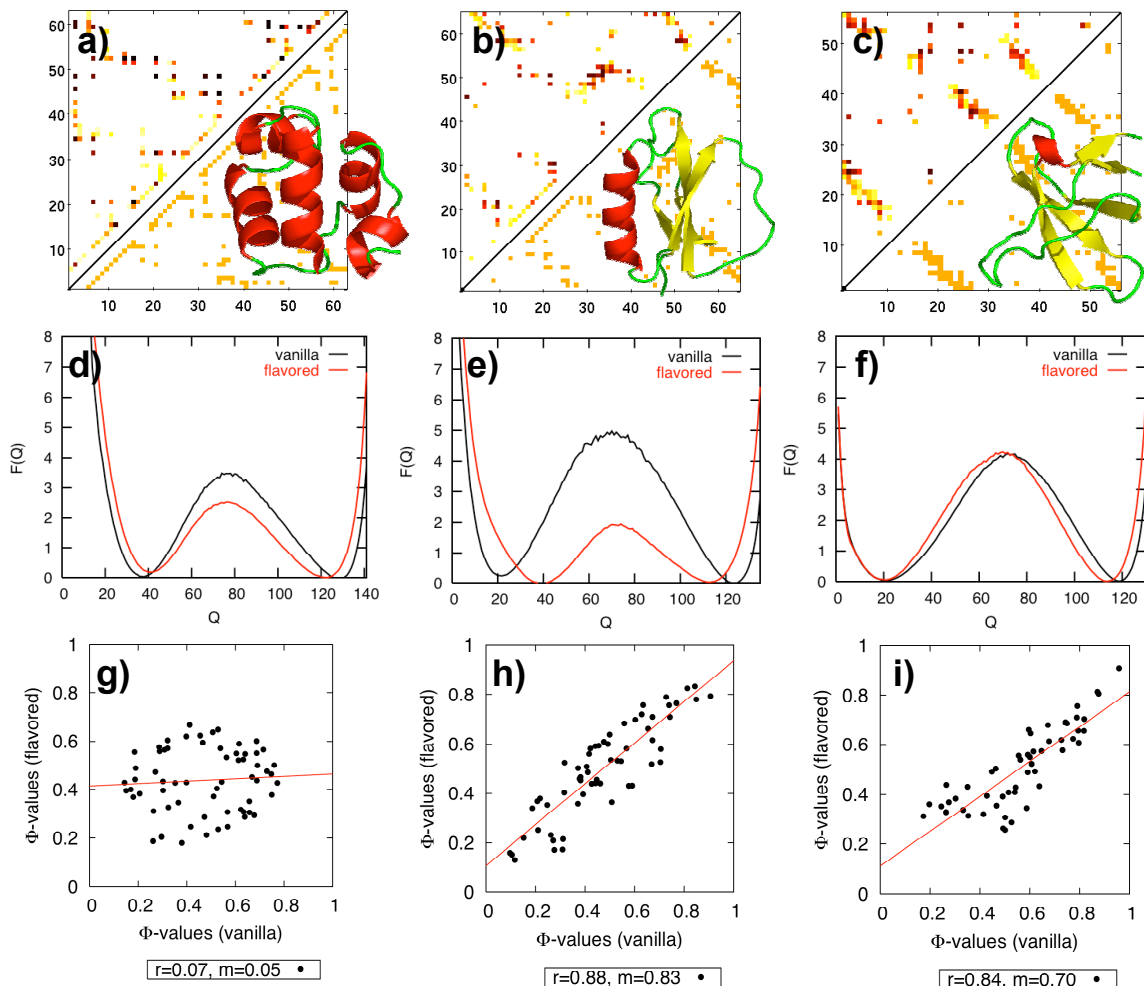 a) b) c)
60 60
50 50 50
40 40 40
30 30 30
20 20 20
10 10 10
10 20 30 40 50 60 10 20 30 40 50 60 10 20 30 40 50
d) e) f)
8 8 8
7 7 7
6 6 6
5 5 5
4 4 4
3 3 3
2 2 2
1 1 1
0 0 0
vanilla vanilla vanilla
flavored flavored flavored
F(Q) F(Q) F(Q)
0 20 40 60 80 100 120 140 0 20 40 60 80 100 120 0 20 40 60 80 100 120
Q Q Q
g) h) i)
1 1 1
0.8 0.8 0.8
0.6 0.6 0.6
0.4 0.4 0.4
0.2 0.2 0.2
0 0 0
Φ-values (flavored) Φ-values (flavored) Φ-values (flavored)
0 0.2 0.4 0.6 0.8 1 0 0.2 0.4 0.6 0.8 1 0 0.2 0.4 0.6 0.8 1
Φ-values (vanilla) Φ-values (vanilla) Φ-values (vanilla)
r=0.07, m=0.05 r=0.88, m=0.83 r=0.84, m=0.70